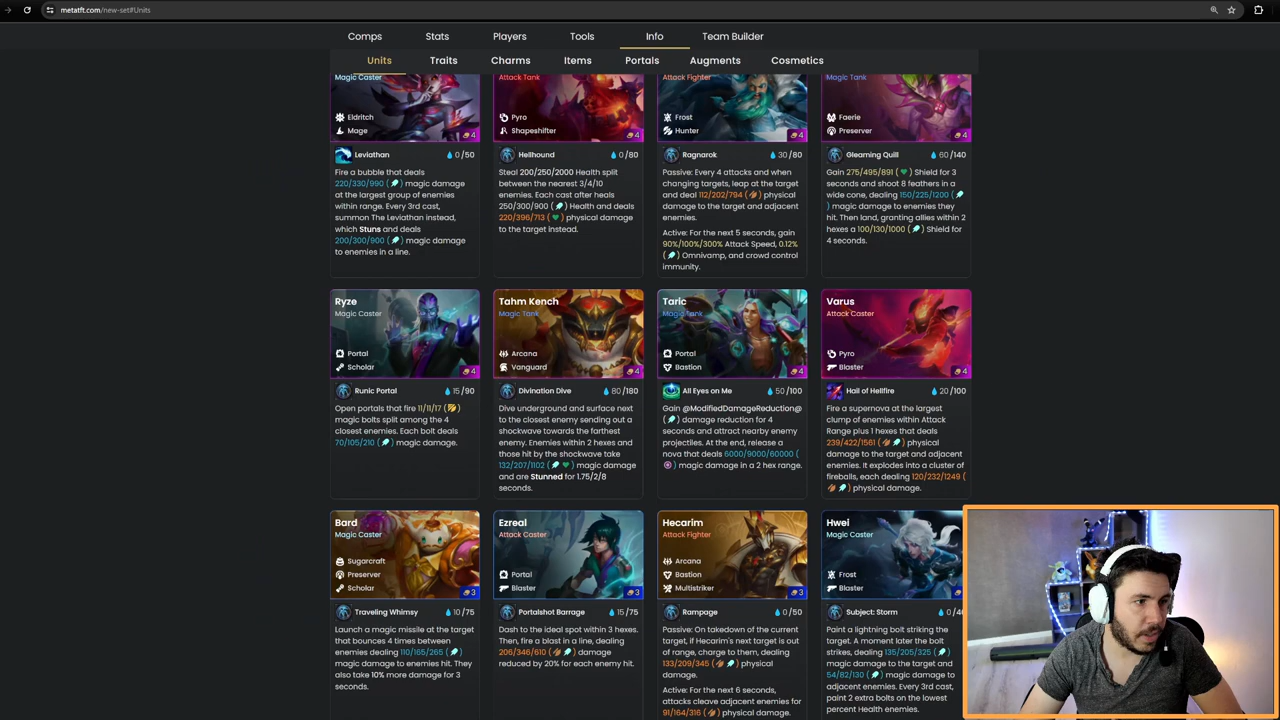 metatft.com/new-set#Units
Comps Stats Players Tools Info Team Builder
Units Traits Charms Items Portals Augments Cosmetics
Magic Caster
Eldritch
Mage
4
Leviathan 0/50
Fire a bubble that deals
220/330/990 ( ) magic damage
at the largest group of enemies
within range. Every 3rd cast,
summon The Leviathan instead,
which Stuns and deals
200/300/900 ( ) magic damage
to enemies in a line.
Attack Tank
Pyro
Shapeshifter
4
Hellhound 0/80
Steal 200/250/2000 Health split
between the nearest 3/4/10
enemies. Each cast after heals
250/300/900 ( ) Health and deals
220/396/713 ( ) physical damage
to the target instead.
Attack Fighter
Frost
Hunter
4
Ragnarok 30/80
Passive: Every 4 attacks and when
changing targets, leap at the target
and deal 112/202/794 ( ) physical
damage to the target and adjacent
enemies.
Active: For the next 5 seconds, gain
90%/100%/300% Attack Speed, 0.12%
( ) Omnivamp, and crowd control
immunity.
Magic Tank
Faerie
Preserver
4
Gleaming Quill 60/140
Gain 275/495/891 ( ) Shield for 3
seconds and shoot 8 feathers in a
wide cone, dealing 150/225/1200 (
) magic damage to enemies they
hit. Then land, granting allies within 2
hexes a 100/130/1000 ( ) Shield for
4 seconds.
Ryze
Magic Caster
Portal
Scholar
4
Runic Portal 15/90
Open portals that fire 11/11/17 ( )
magic bolts split among the 4
closest enemies. Each bolt deals
70/105/210 ( ) magic damage.
Tahm Kench
Magic Tank
Arcana
Vanguard
4
Divination Dive 80/180
Dive underground and surface next
to the closest enemy sending out a
shockwave towards the farthest
enemy. Enemies within 2 hexes and
those hit by the shockwave take
132/207/1102 ( ) magic damage
and are Stunned for 1.75/2/8
seconds.
Taric
Magic Tank
Portal
Bastion
4
All Eyes on Me 50/100
Gain @ModifiedDamageReduction@
( ) damage reduction for 4
seconds and attract nearby enemy
projectiles. At the end, release a
nova that deals 6000/9000/60000 (
) magic damage in a 2 hex range.
Varus
Attack Caster
Pyro
Blaster
4
Hail of Hellfire 20/100
Fire a supernova at the largest
clump of enemies within Attack
Range plus 1 hexes that deals
239/422/1561 ( ) physical
damage to the target and adjacent
enemies. It explodes into a cluster of
fireballs, each dealing 120/232/1249 (
) physical damage.
Bard
Magic Caster
Sugarcraft
Preserver
Scholar
3
Traveling Whimsy 10/75
Launch a magic missile at the target
that bounces 4 times between
enemies dealing 110/165/265 ( )
magic damage to enemies hit. They
also take 10% more damage for 3
seconds.
Ezreal
Attack Caster
Portal
Blaster
3
Portalshot Barrage 15/75
Dash to the ideal spot within 3 hexes.
Then, fire a blast in a line, dealing
206/346/610 ( ) damage
reduced by 20% for each enemy hit.
Hecarim
Attack Fighter
Arcana
Bastion
Multistriker
3
Rampage 0/50
Passive: On takedown of the current
target, if Hecarim's next target is out
of range, charge to them, dealing
133/209/345 ( ) physical
damage.
Active: For the next 6 seconds,
attacks cleave adjacent enemies for
91/164/316 ( ) physical damage.
Hwei
Magic Caster
Frost
Blaster
Subject: Storm
Paint a lightning bolt striking the
target. A moment later the bolt
strikes, dealing 135/205/325 ( )
magic damage to the target and
54/82/130 ( ) magic damage to
adjacent enemies. Every 3rd cast,
paint 2 extra bolts on the lowest
percent Health enemies.